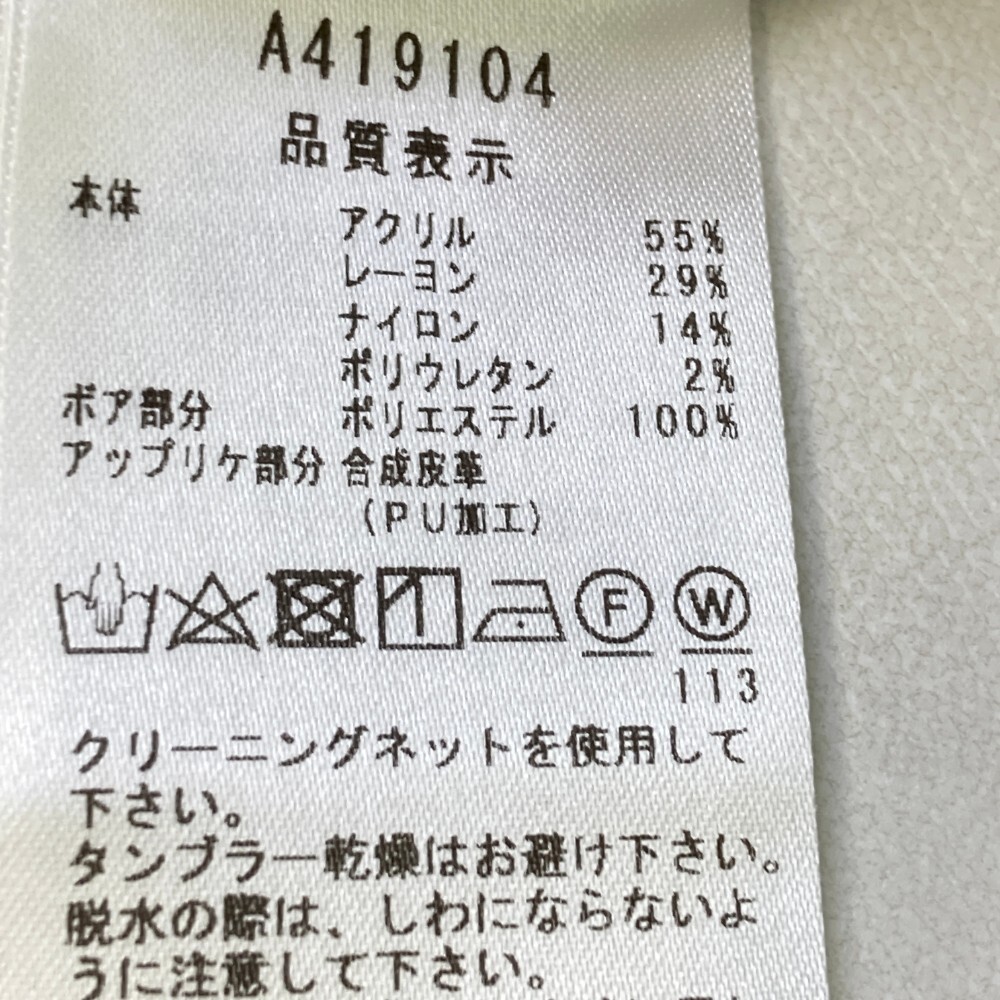 A419104
品質表示
本体 アクリル 55%
レーヨン 29%
ナイロン 14%
ポリウレタン 2%
ボア部分 ポリエステル 100%
アップリケ部分 合成皮革
(PU加工)
F W
113
クリーニングネットを使用して
下さい。
タンブラー乾燥はお避け下さい。
脱水の際は、しわにならないよ
うに注意して下さい。